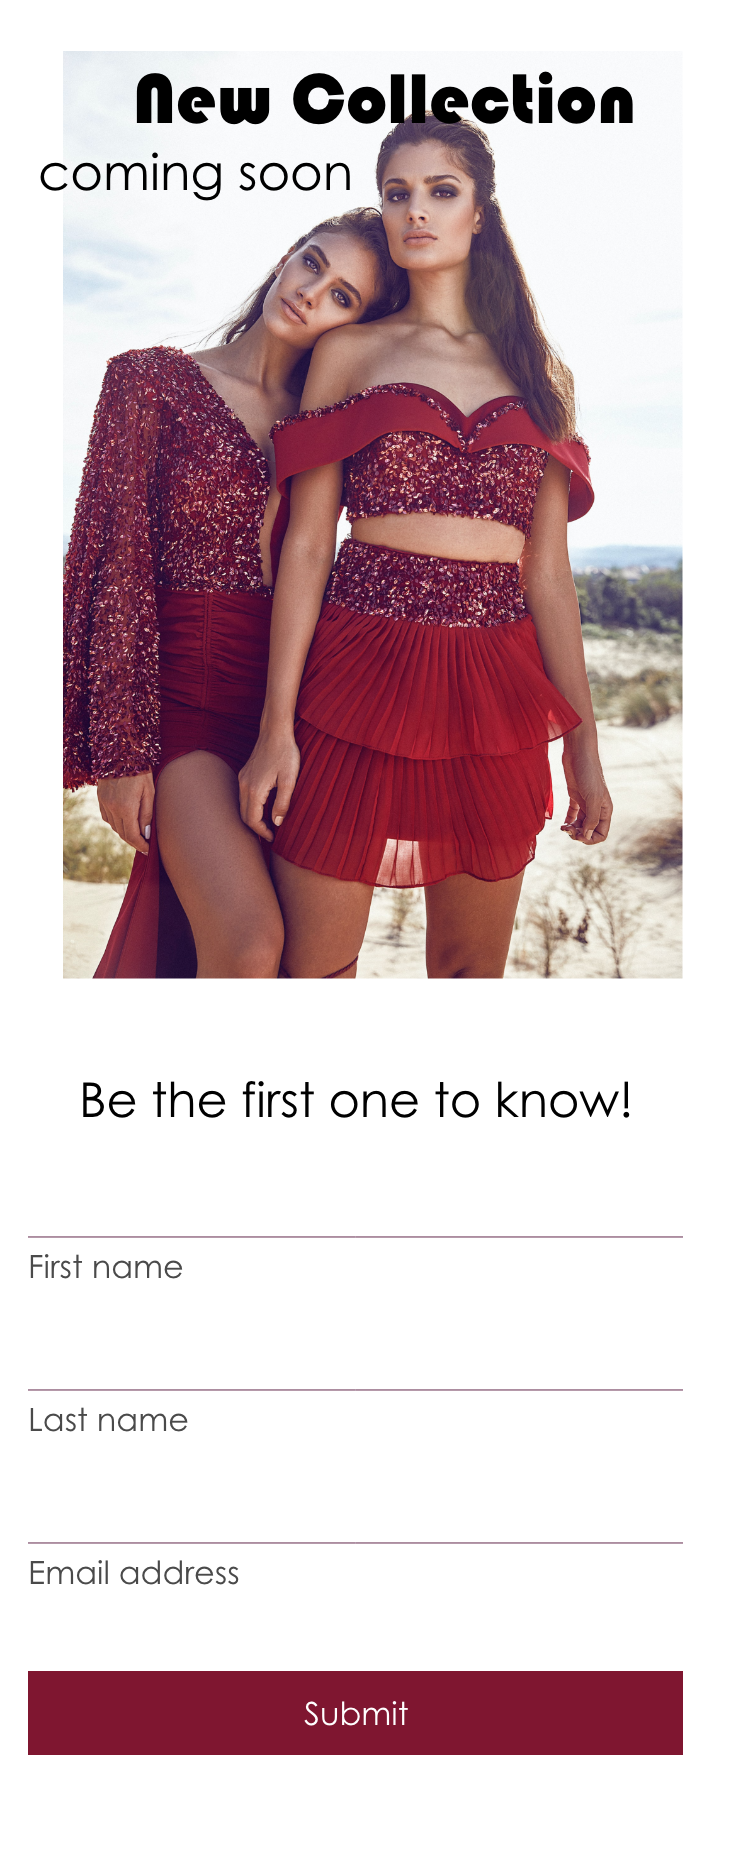 New Collection
coming soon
Be the first one to know!
First name
Last name
Email address
Submit